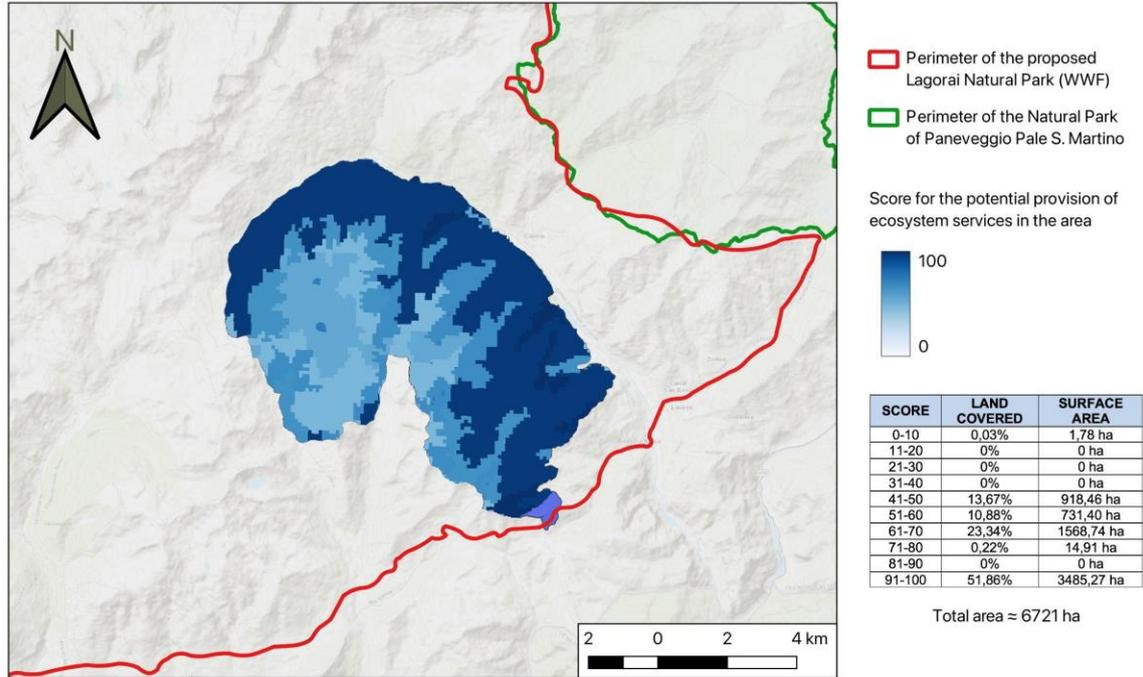 N
Perimeter of the proposed
Lagorai Natural Park (WWF)
Perimeter of the Natural Park
of Paneveggio Pale S. Martino
Score for the potential provision of
ecosystem services in the area
100
0
SCORE LAND COVERED SURFACE AREA
0-10 0,03% 1,78 ha
11-20 0% 0 ha
21-30 0% 0 ha
31-40 0% 0 ha
41-50 13,67% 918,46 ha
51-60 10,88% 731,40 ha
61-70 23,34% 1568,74 ha
71-80 0,22% 14,91 ha
81-90 0% 0 ha
91-100 51,86% 3485,27 ha
Total area ≈ 6721 ha
2 0 2 4 km